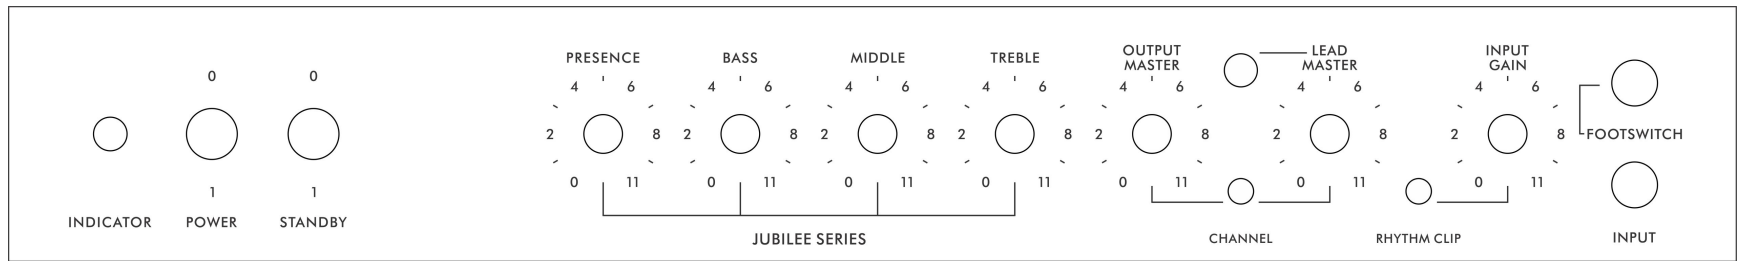 PRESENCE BASS MIDDLE TREBLE OUTPUT MASTER LEAD MASTER INPUT GAIN
0 0
4 6 4 6 4 6 4 6 4 6 4 6 4 6
2 8 2 8 2 8 2 8 2 8 2 8 2 8 FOOTSWITCH
0 11 0 11 0 11 0 11 0 11 0 11 0 11
1 1
INDICATOR POWER STANDBY
JUBILEE SERIES CHANNEL RHYTHM CLIP INPUT